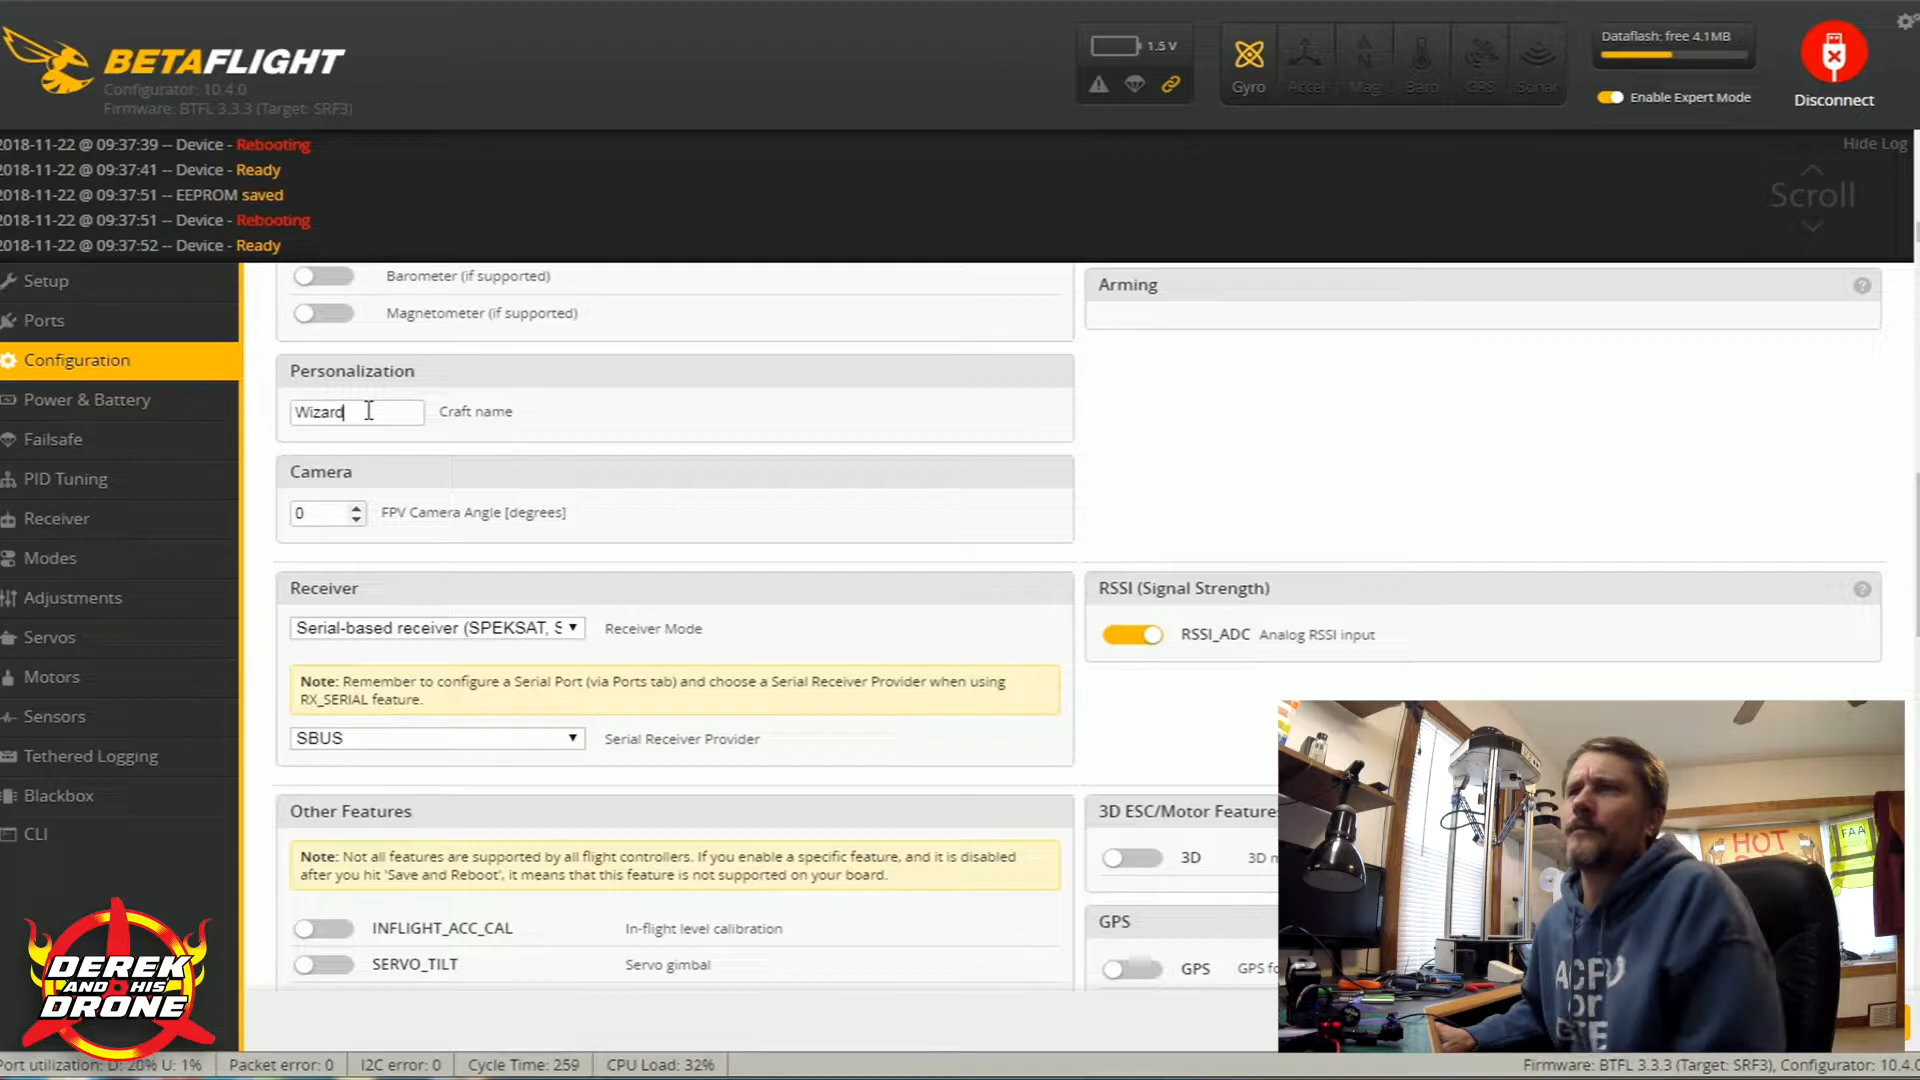 BETAFLIGHT
Configurator: 10.4.0
Firmware: BTFL 3.3.3 (Target: SRF3)
1.5 V
Gyro
Accel
Mag
Baro
GPS
Sonar
Dataflash: free 4.1MB
Enable Expert Mode
Disconnect
2018-11-22 @ 09:37:39 -- Device - Rebooting
2018-11-22 @ 09:37:41 -- Device - Ready
2018-11-22 @ 09:37:51 -- EEPROM saved
2018-11-22 @ 09:37:51 -- Device - Rebooting
2018-11-22 @ 09:37:52 -- Device - Ready
Hide Log
Scroll
Setup
Ports
Configuration
Power & Battery
Failsafe
PID Tuning
Receiver
Modes
Adjustments
Servos
Motors
Sensors
Tethered Logging
Blackbox
CLI
Barometer (if supported)
Magnetometer (if supported)
Personalization
Wizard Craft name
Camera
0 FPV Camera Angle [degrees]
Receiver
Serial-based receiver (SPEKSAT, S Receiver Mode
Note: Remember to configure a Serial Port (via Ports tab) and choose a Serial Receiver Provider when using
RX_SERIAL feature.
SBUS Serial Receiver Provider
Other Features
Note: Not all features are supported by all flight controllers. If you enable a specific feature, and it is disabled
after you hit 'Save and Reboot', it means that this feature is not supported on your board.
INFLIGHT_ACC_CAL In-flight level calibration
SERVO_TILT Servo gimbal
Arming
RSSI (Signal Strength)
RSSI_ADC Analog RSSI input
3D ESC/Motor Features
3D 3D m
GPS
GPS GPS fo
HOT
FAA
DEREK
AND HIS
DRONE
Port utilization: D: 20% U: 1%
Packet error: 0
I2C error: 0
Cycle Time: 259
CPU Load: 32%
Firmware: BTFL 3.3.3 (Target: SRF3), Configurator: 10.4.0